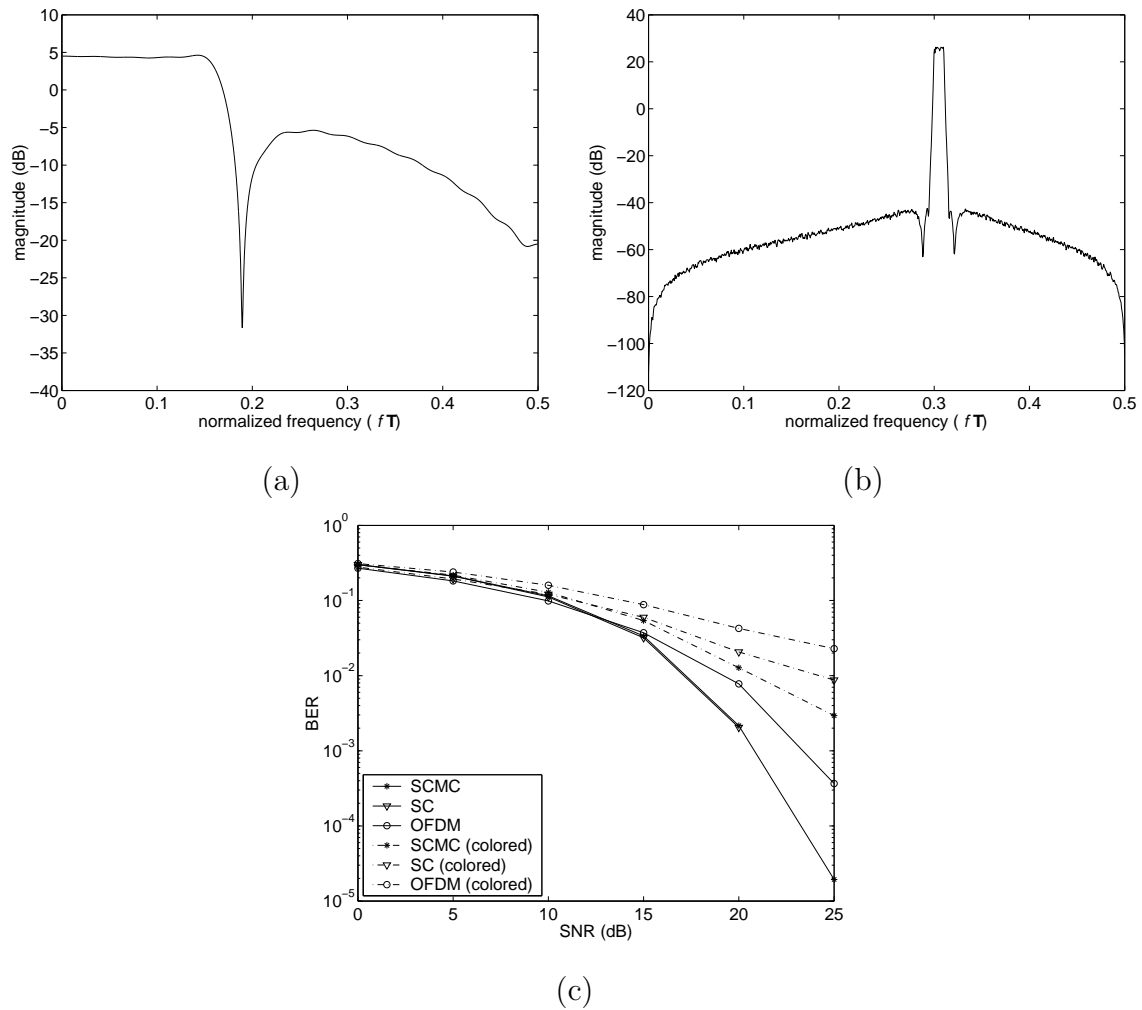 10
5
0
−5
−10
−15
−20
−25
−30
−35
−40
magnitude (dB)
0 0.1 0.2 0.3 0.4 0.5
normalized frequency ( f T)
(a)
40
20
0
−20
−40
−60
−80
−100
−120
magnitude (dB)
0 0.1 0.2 0.3 0.4 0.5
normalized frequency ( f T)
(b)
10^0
10^−1
10^−2
10^−3
10^−4
10^−5
BER
SCMC
SC
OFDM
SCMC (colored)
SC (colored)
OFDM (colored)
0 5 10 15 20 25
SNR (dB)
(c)